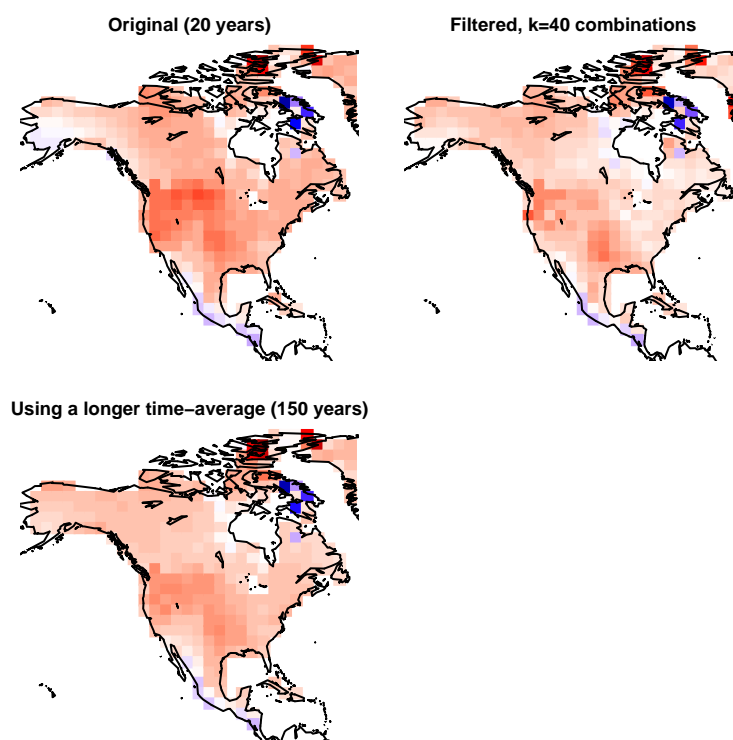 Original (20 years)
Filtered, k=40 combinations
Using a longer time−average (150 years)